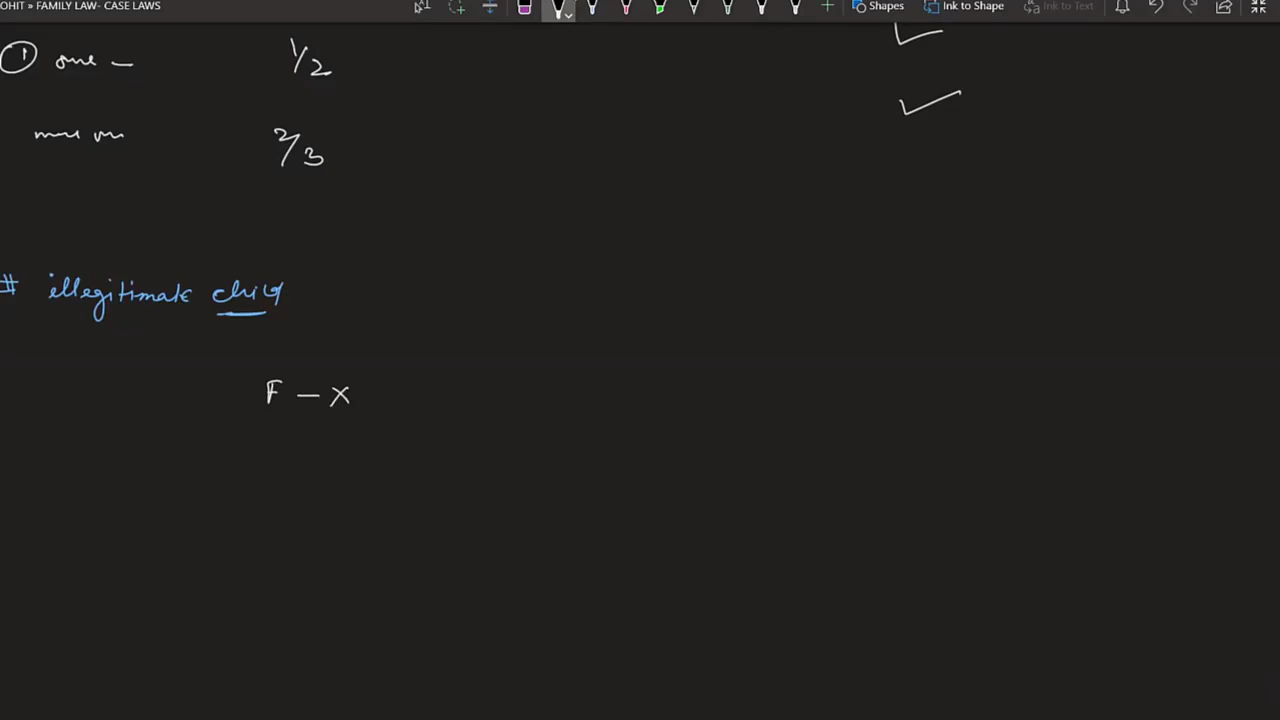 OHIT » FAMILY LAW- CASE LAWS
Shapes
Ink to Shape
Ink to Text
① one — 1/2
more 2/3
# illegitimate child
F — X